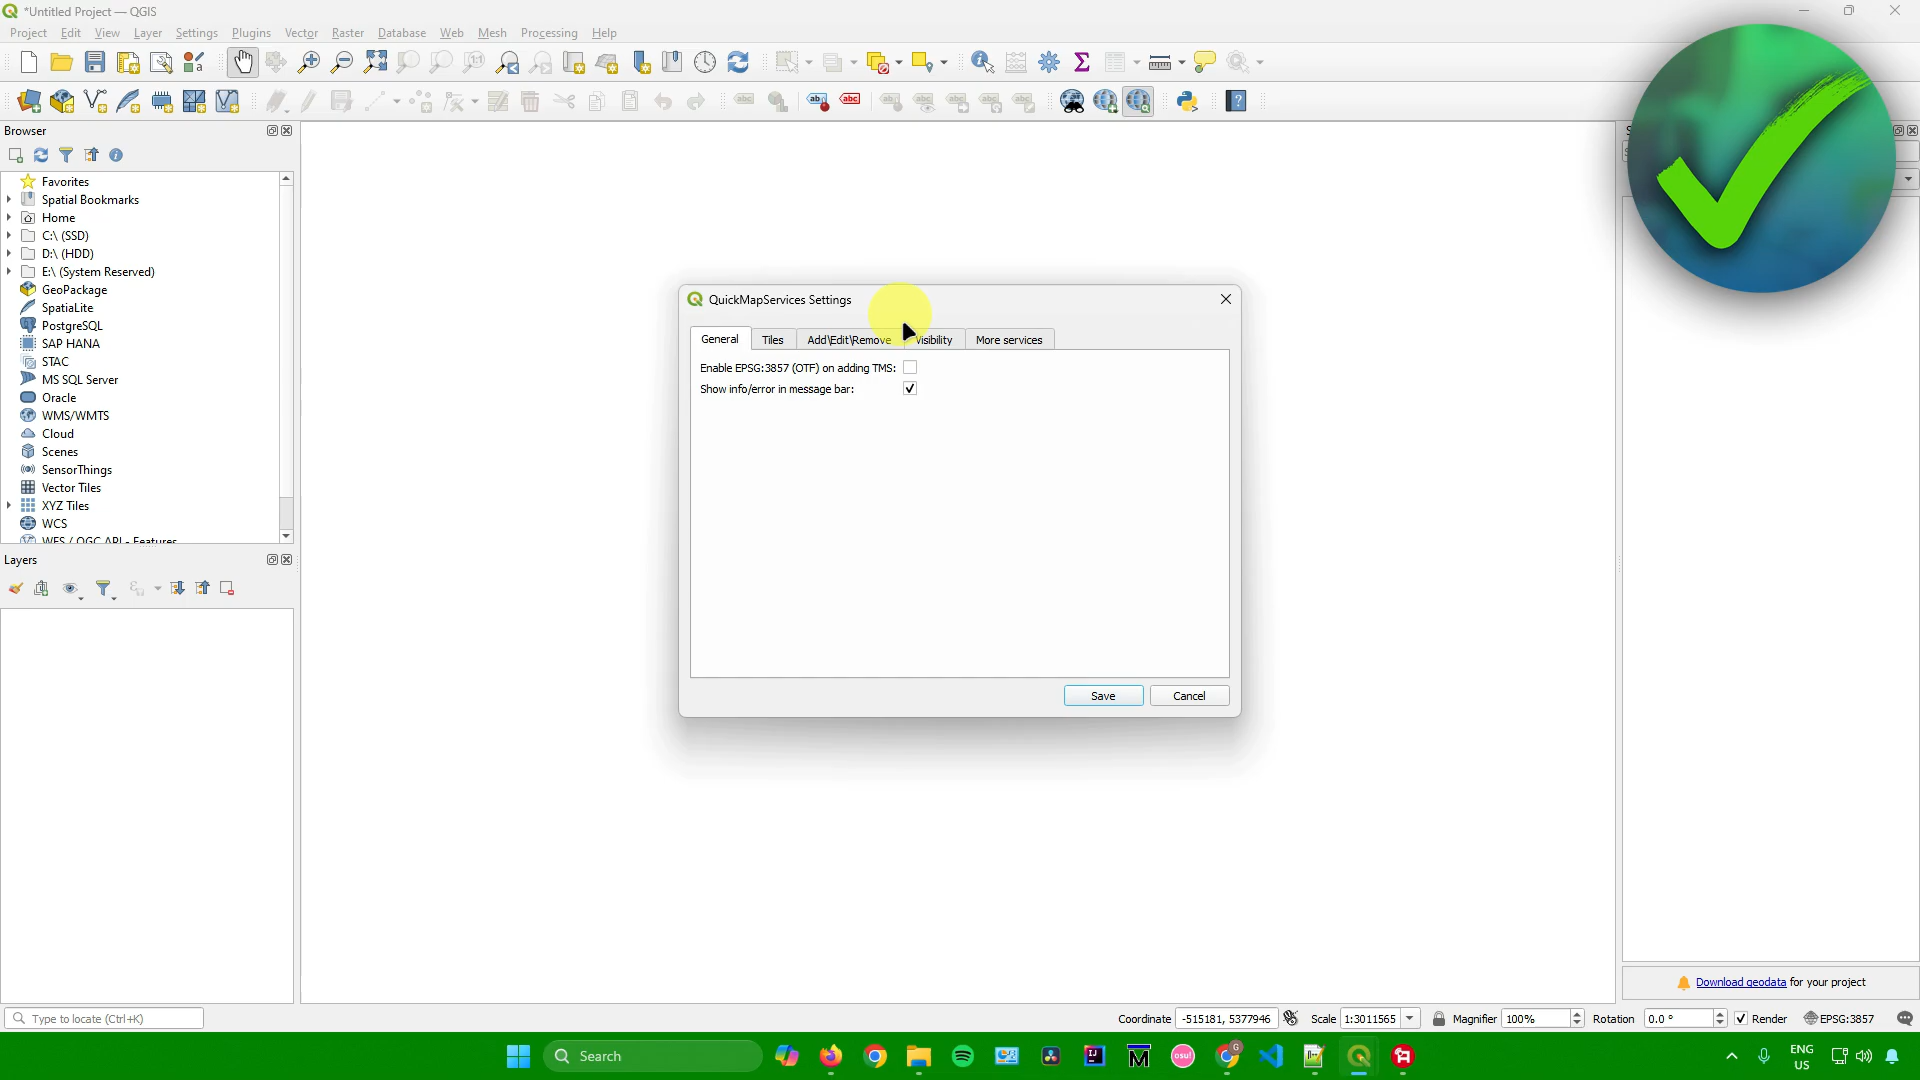 *Untitled Project — QGIS
Project Edit View Layer Settings Plugins Vector Raster Database Web Mesh Processing Help
Browser
Favorites
Spatial Bookmarks
Home
C:\ (SSD)
D:\ (HDD)
E:\ (System Reserved)
GeoPackage
SpatiaLite
PostgreSQL
SAP HANA
STAC
MS SQL Server
Oracle
WMS/WMTS
Cloud
Scenes
SensorThings
Vector Tiles
XYZ Tiles
WCS
WFS / OGC API - Features
Layers
QuickMapServices Settings
General Tiles Add\Edit\Remove Visibility More services
Enable EPSG:3857 (OTF) on adding TMS:
Show info/error in message bar:
Save Cancel
Download geodata for your project
Type to locate (Ctrl+K) Coordinate -515181, 5377946 Scale 1:3011565 Magnifier 100% Rotation 0.0 ° Render EPSG:3857
Search
ENG
US